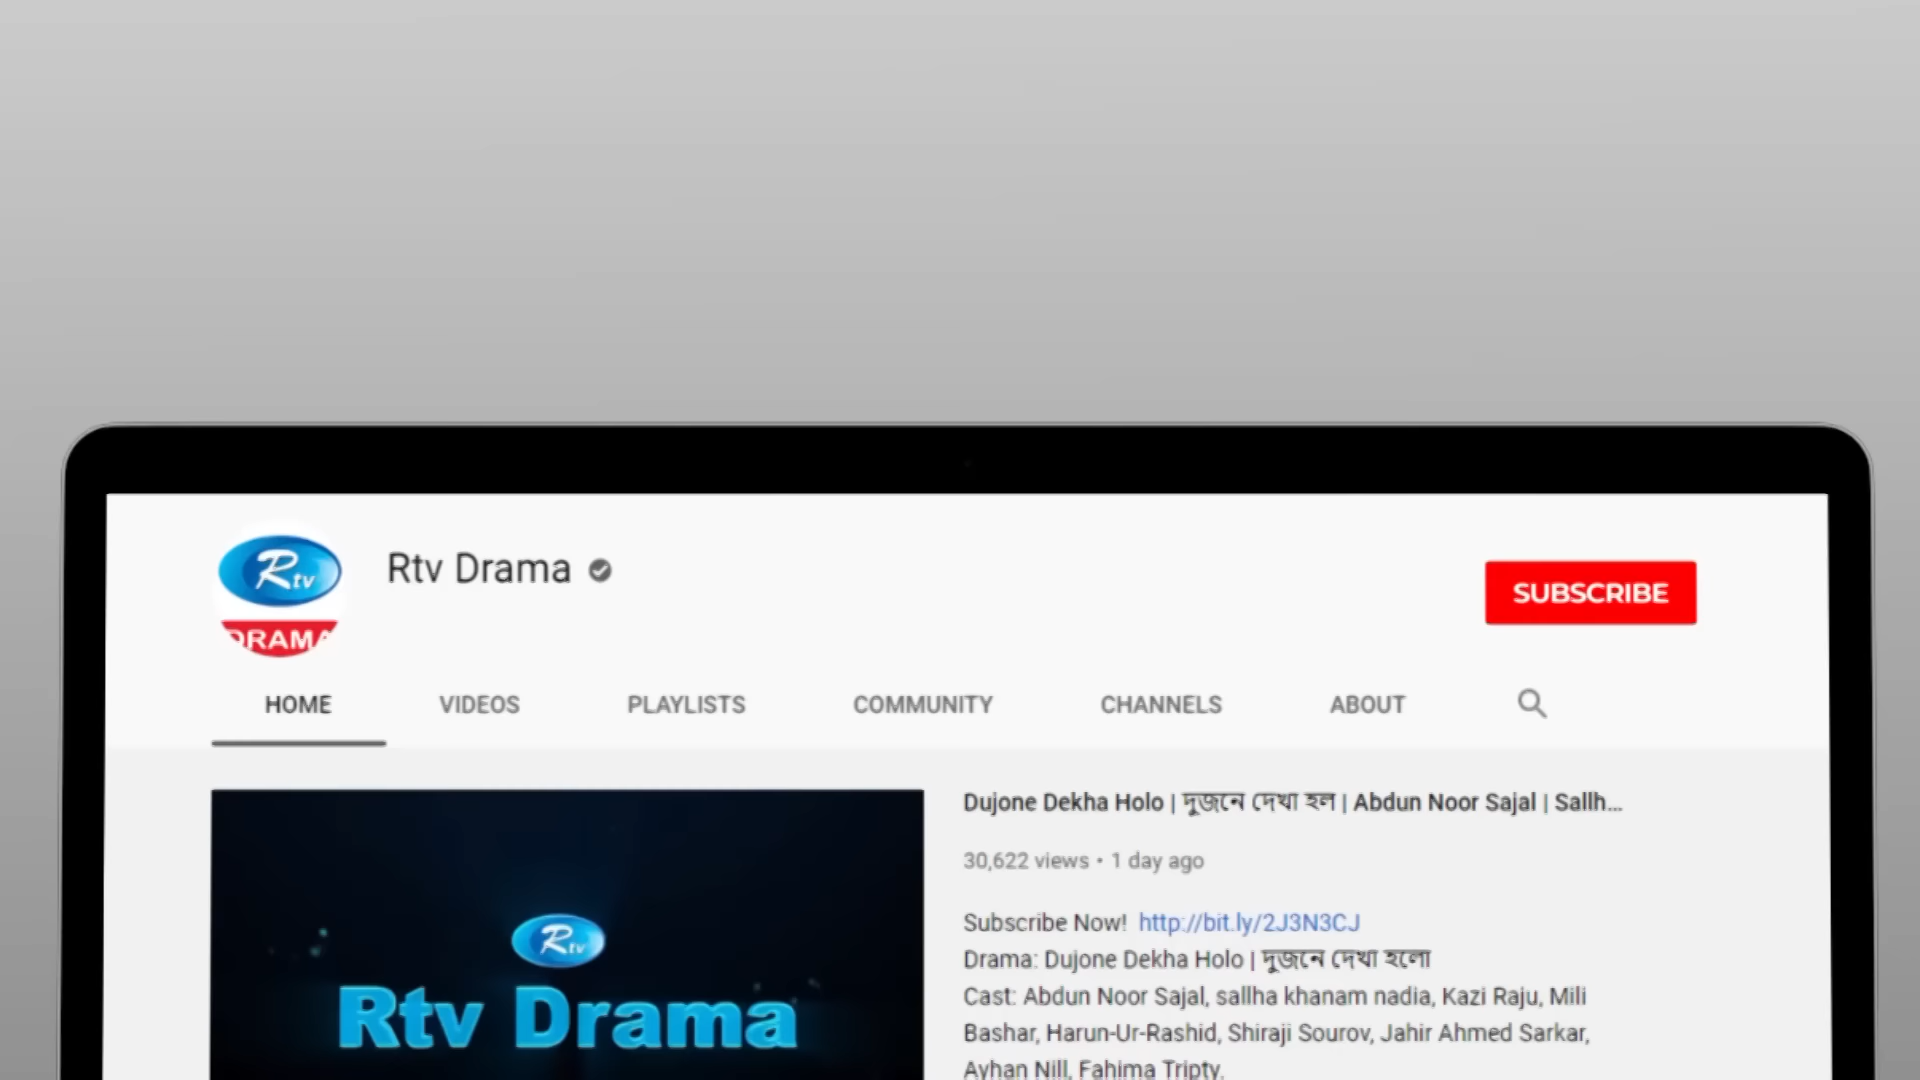 Rtv
DRAMA
Rtv Drama
SUBSCRIBE
HOME VIDEOS PLAYLISTS COMMUNITY CHANNELS ABOUT
Rtv
Rtv Drama
Dujone Dekha Holo | দুজনে দেখা হল | Abdun Noor Sajal | Sallh...
30,622 views • 1 day ago
Subscribe Now! http://bit.ly/2J3N3CJ
Drama: Dujone Dekha Holo | দুজনে দেখা হলো
Cast: Abdun Noor Sajal, sallha khanam nadia, Kazi Raju, Mili
Bashar, Harun-Ur-Rashid, Shiraji Sourov, Jahir Ahmed Sarkar,
Ayhan Nill, Fahima Tripty.